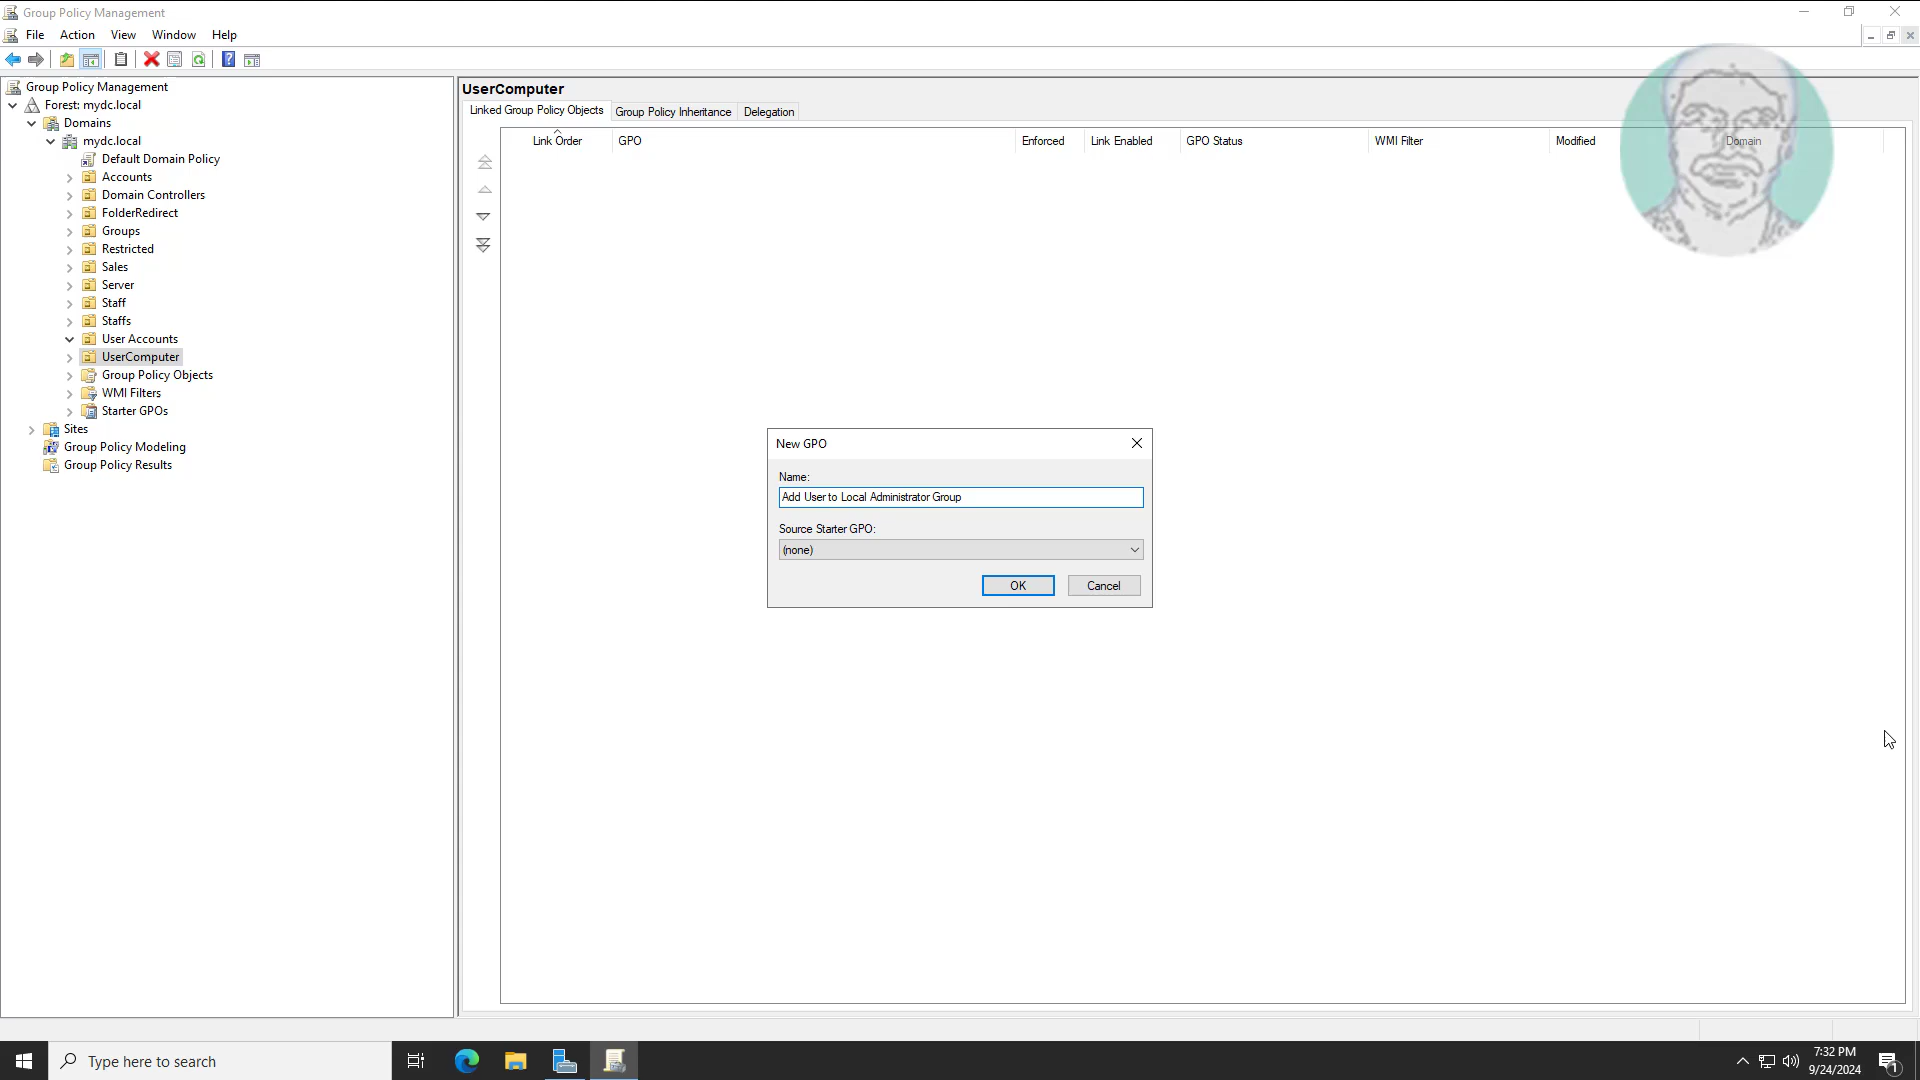 Group Policy Management
File Action View Window Help
Group Policy Management
Forest: mydc.local
Domains
mydc.local
Default Domain Policy
Accounts
Domain Controllers
FolderRedirect
Groups
Restricted
Sales
Server
Staff
Staffs
User Accounts
UserComputer
Group Policy Objects
WMI Filters
Starter GPOs
Sites
Group Policy Modeling
Group Policy Results
UserComputer
Linked Group Policy Objects Group Policy Inheritance Delegation
Link Order GPO Enforced Link Enabled GPO Status WMI Filter Modified Domain
New GPO
Name:
Add User to Local Administrator Group
Source Starter GPO:
(none)
OK Cancel
Type here to search
7:32 PM
9/24/2024
1